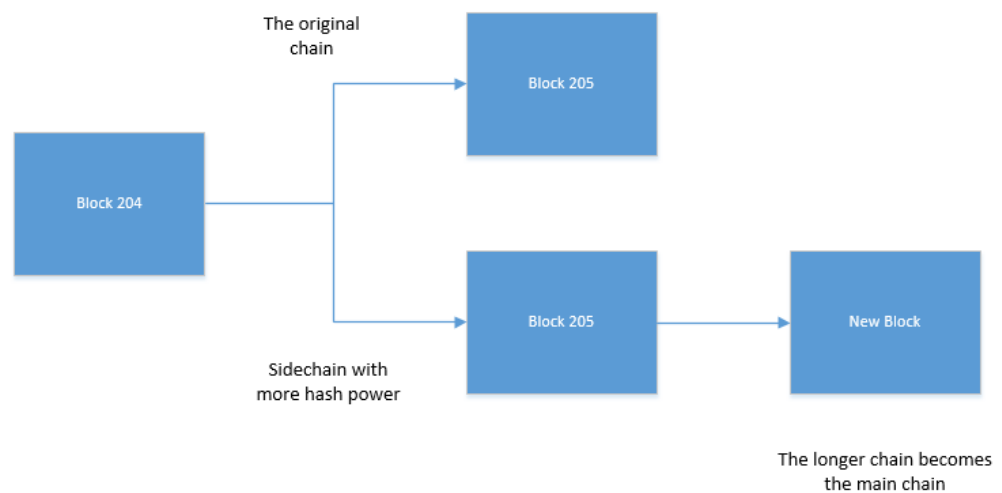 The original
chain
Block 205
Block 204
Block 205
New Block
Sidechain with
more hash power
The longer chain becomes
the main chain